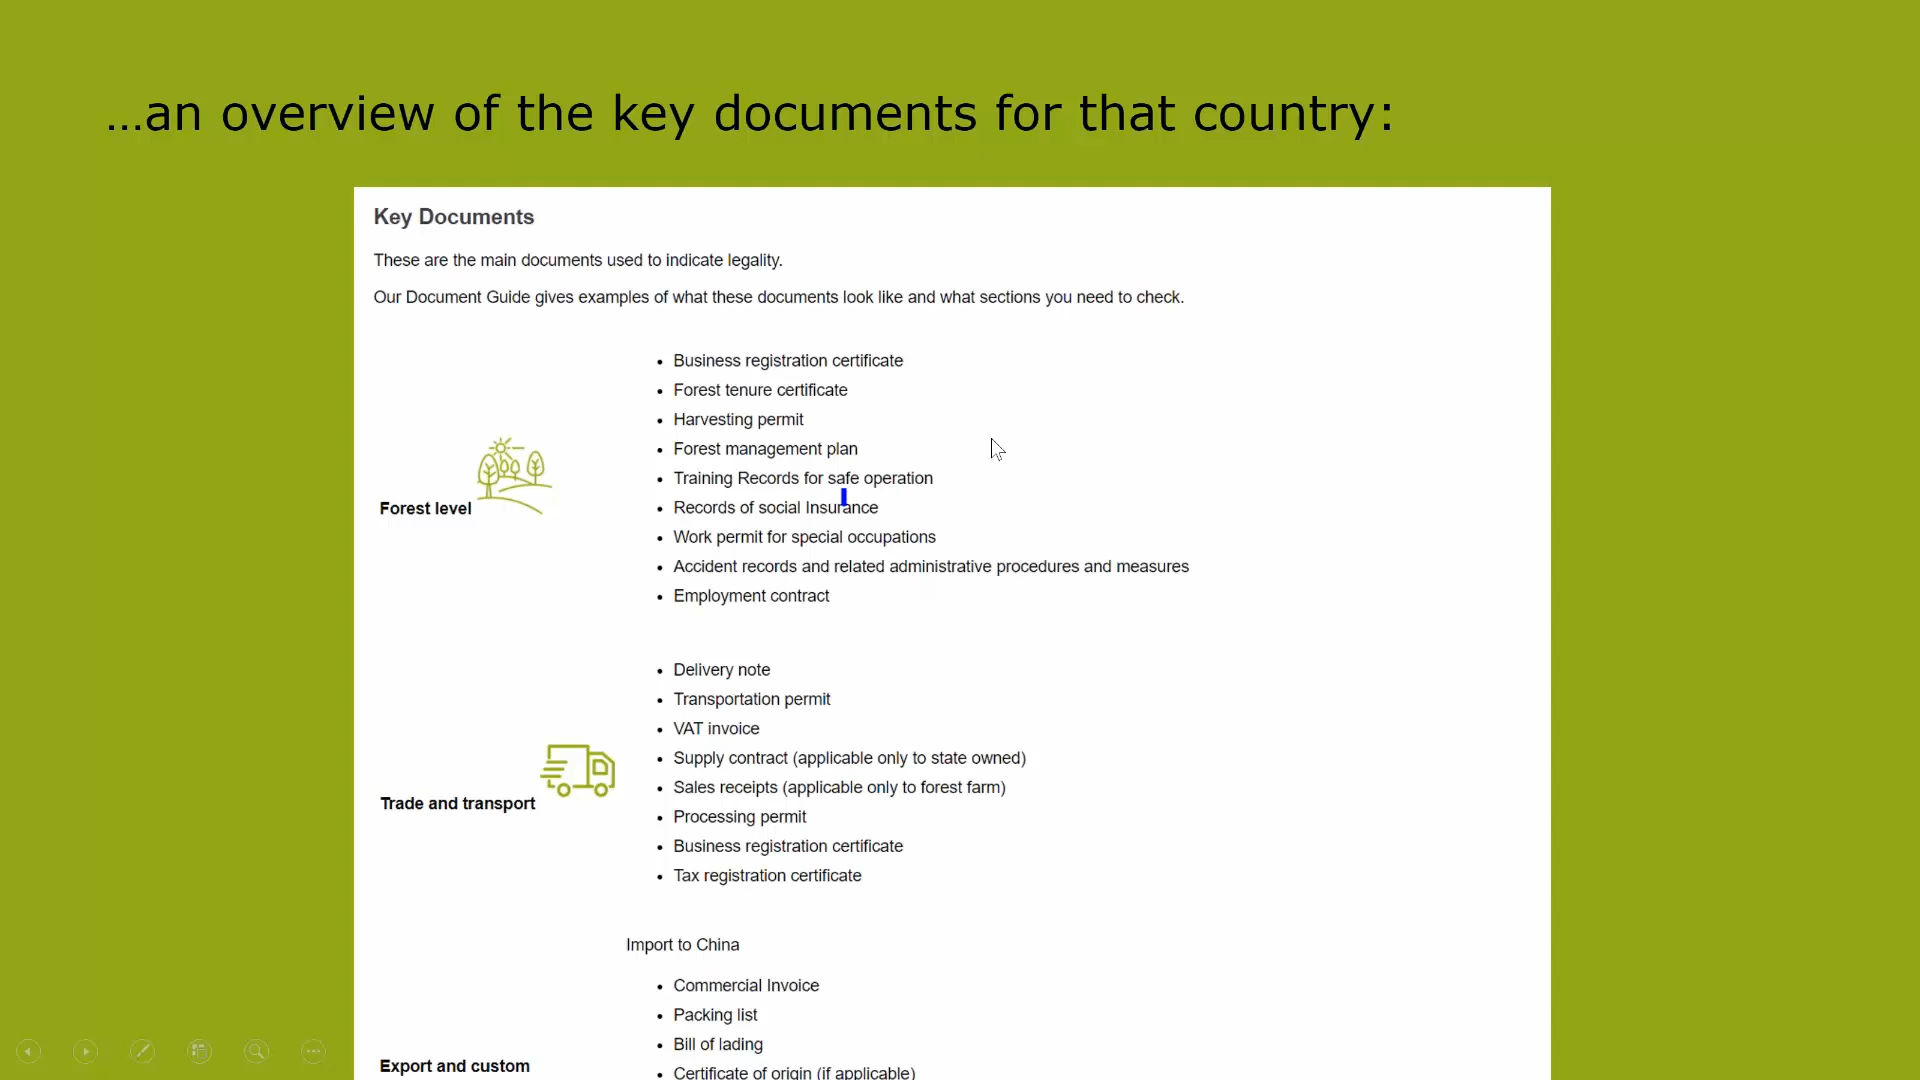 …an overview of the key documents for that country:
Key Documents
These are the main documents used to indicate legality.
Our Document Guide gives examples of what these documents look like and what sections you need to check.
Forest level
• Business registration certificate
• Forest tenure certificate
• Harvesting permit
• Forest management plan
• Training Records for safe operation
• Records of social Insurance
• Work permit for special occupations
• Accident records and related administrative procedures and measures
• Employment contract
Trade and transport
• Delivery note
• Transportation permit
• VAT invoice
• Supply contract (applicable only to state owned)
• Sales receipts (applicable only to forest farm)
• Processing permit
• Business registration certificate
• Tax registration certificate
Export and custom
Import to China
• Commercial Invoice
• Packing list
• Bill of lading
• Certificate of origin (if applicable)